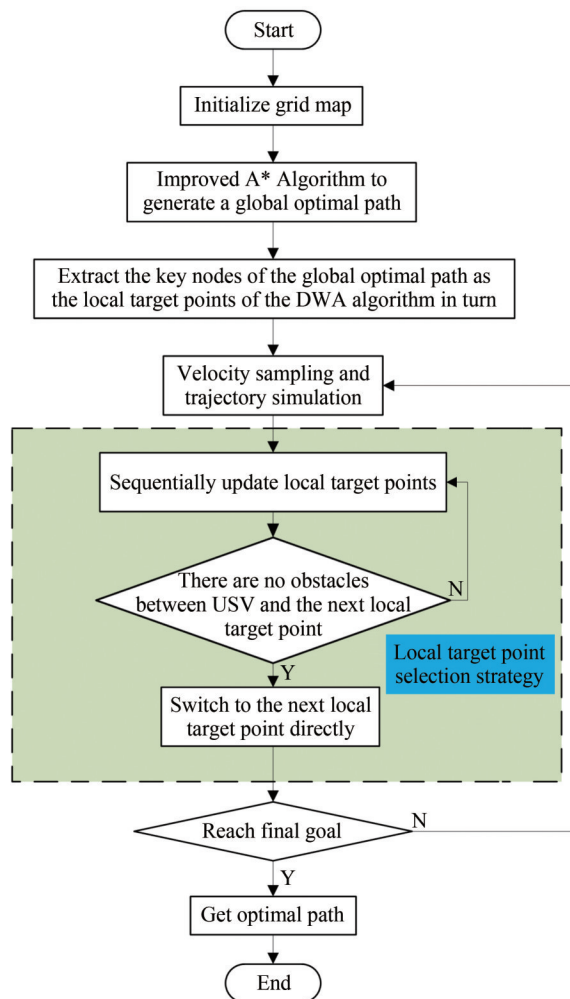 Start
Initialize grid map
Improved A* Algorithm to
generate a global optimal path
Extract the key nodes of the global optimal path as
the local target points of the DWA algorithm in turn
Velocity sampling and
trajectory simulation
Sequentially update local target points
There are no obstacles
between USV and the next local
target point
N
Y
Local target point
selection strategy
Switch to the next local
target point directly
Reach final goal
N
Y
Get optimal path
End